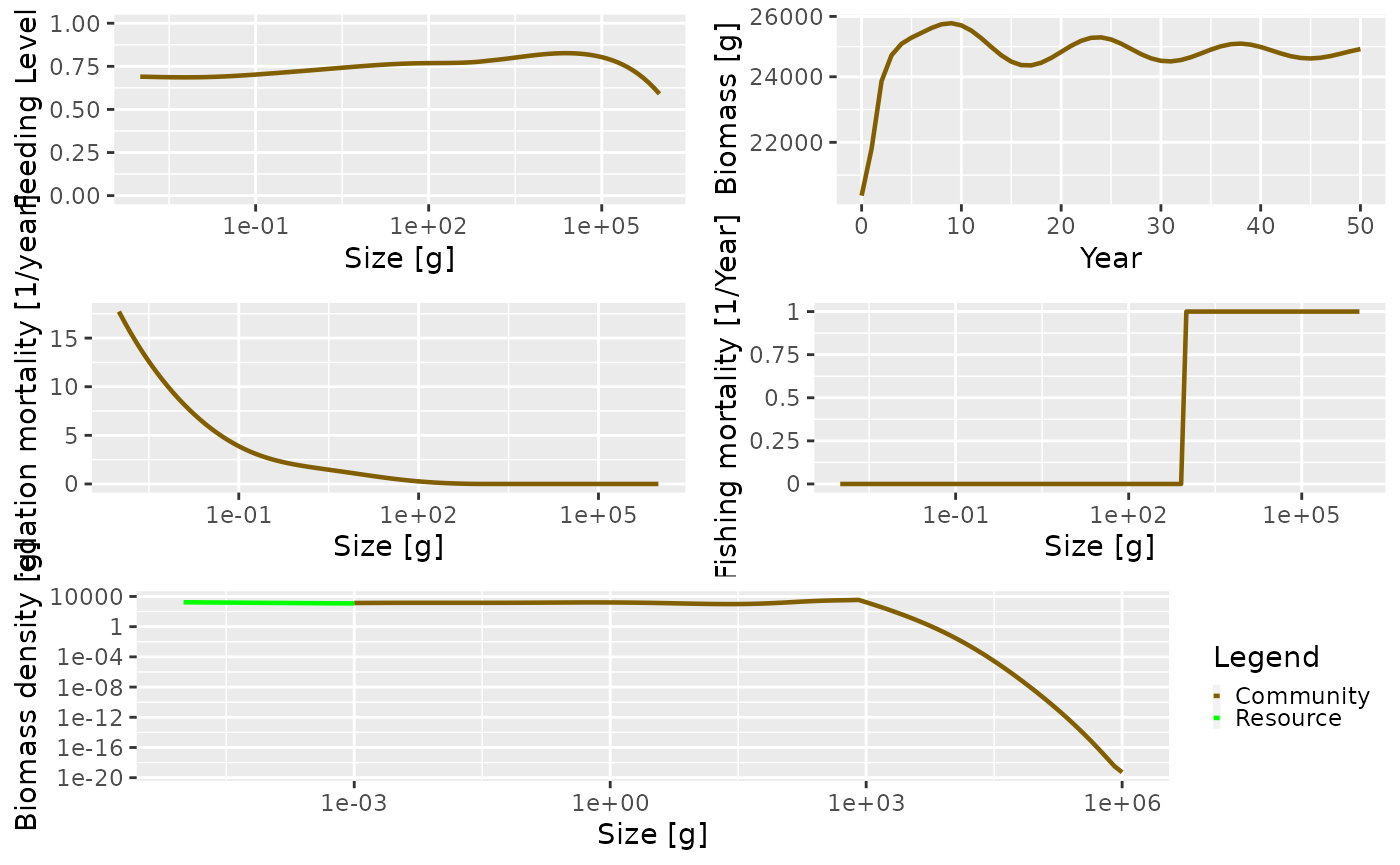 Feeding Level
1.00
0.75
0.50
0.25
0.00
1e-01 1e+02 1e+05
Size [g]
Biomass [g]
26000
24000
22000
0 10 20 30 40 50
Year
dation mortality [1/year]
15
10
5
0
1e-01 1e+02 1e+05
Size [g]
Fishing mortality [1/Year]
1
0.75
0.5
0.25
0
1e-01 1e+02 1e+05
Size [g]
Biomass density [g]
10000
1
1e-04
1e-08
1e-12
1e-16
1e-20
1e-03 1e+00 1e+03 1e+06
Size [g]
Legend
Community
Resource